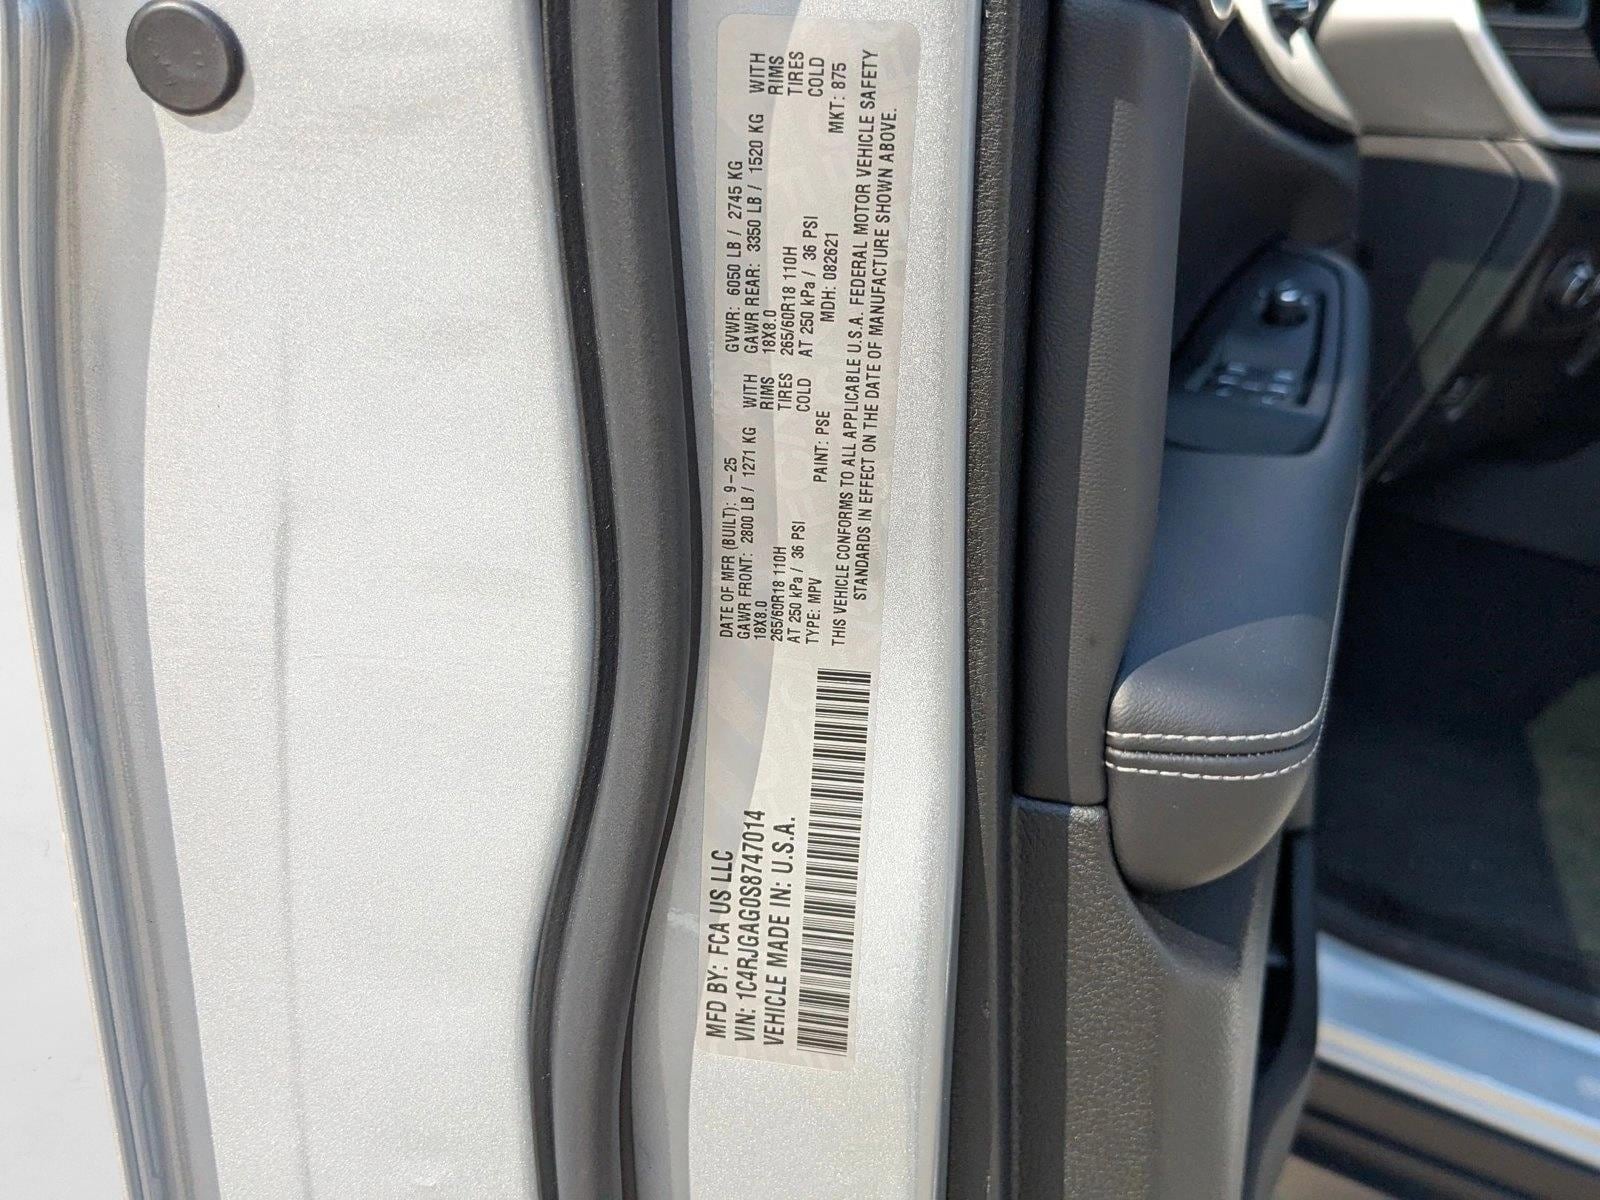 MFD BY: FCA US LLC
VIN: 1C4RJGAG0S8747014
VEHICLE MADE IN: U.S.A.
DATE OF MFR (BUILT): 9-25 GVWR: 6050 LB / 2745 KG
GAWR FRONT: 2800 LB / 1271 KG WITH GAWR REAR: 3350 LB / 1520 KG WITH
18X8.0 RIMS 18X8.0 RIMS
265/60R18 110H TIRES 265/60R18 110H TIRES
AT 250 kPa / 36 PSI COLD AT 250 kPa / 36 PSI COLD
TYPE: MPV PAINT: PSE MDH: 082621 MKT: 875
THIS VEHICLE CONFORMS TO ALL APPLICABLE U.S.A. FEDERAL MOTOR VEHICLE SAFETY
STANDARDS IN EFFECT ON THE DATE OF MANUFACTURE SHOWN ABOVE.